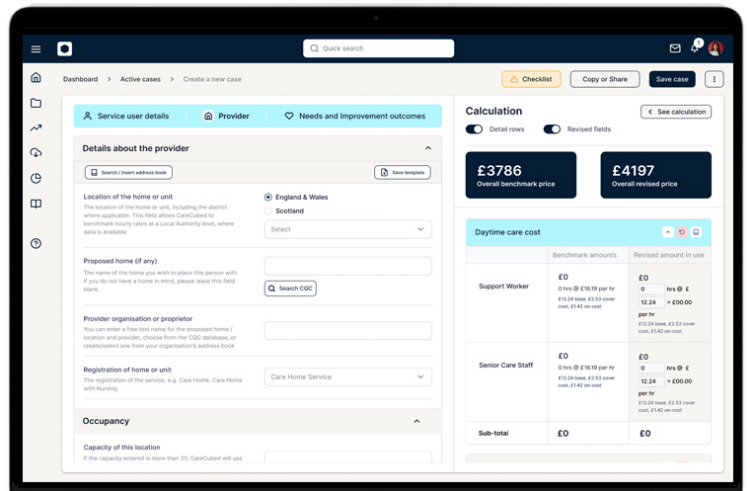 Quick search
1
Dashboard > Active cases > Create a new case
Checklist
Copy or Share
Save case
Service user details
Provider
Needs and Improvement outcomes
Details about the provider
Search / Insert address book
Save template
Location of the home or unit
The location of the home or unit, including the district
where applicable. This field allows CareCubed to
benchmark hourly rates at a Local Authority level, where
data is available
England & Wales
Scotland
Select
Proposed home (if any)
The name of the home you wish to place this person with.
If you do not have a home in mind, please leave this field
blank
Search CQC
Provider organisation or proprietor
You can enter a free text name for the proposed home /
location and provider, choose from the CQC database, or
create/select one from your organisation's address book
Registration of home or unit
The registration of the service, e.g. Care Home, Care Home
with Nursing
Care Home Service
Occupancy
Capacity of this location
If the capacity entered is more than 20, CareCubed will use
Calculation
< See calculation
Detail rows
Revised fields
£3786
Overall benchmark price
£4197
Overall revised price
Daytime care cost
Benchmark amounts
Revised amount in use
Support Worker
£0
0 hrs @ £16.19 per hr
£12.24 base, £2.53 cover
cost, £1.42 on-cost
£0
0 hrs @ £
12.24 = £00.00
per hr
£12.24 base, £2.53 cover
cost, £1.42 on-cost
Senior Care Staff
£0
0 hrs @ £16.19 per hr
£12.24 base, £2.53 cover
cost, £1.42 on-cost
£0
0 hrs @ £
12.24 = £00.00
per hr
£12.24 base, £2.53 cover
cost, £1.42 on-cost
Sub-total
£0
£0